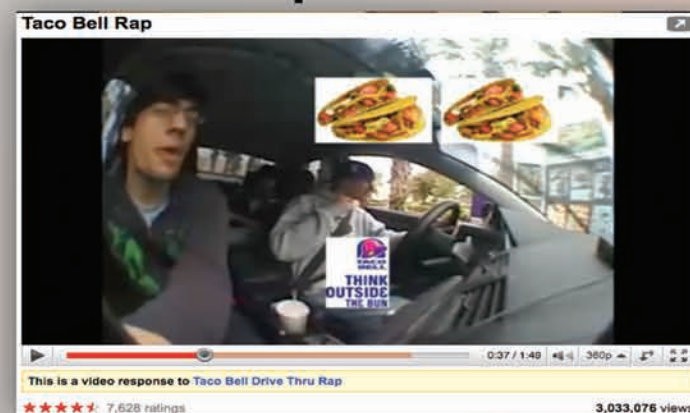 Taco Bell Rap
TACO
BELL
THINK
OUTSIDE
THE BUN
0:37 / 1:49
360p
This is a video response to Taco Bell Drive Thru Rap
7,628 ratings
3,033,076 views